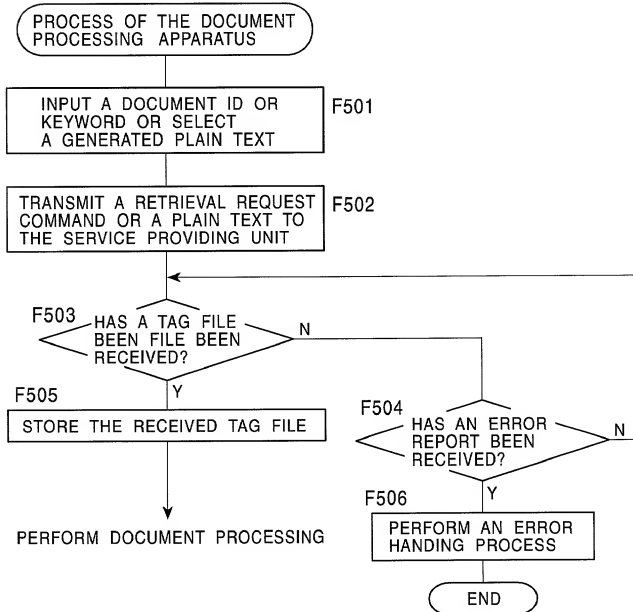 PROCESS OF THE DOCUMENT
PROCESSING APPARATUS
INPUT A DOCUMENT ID OR
KEYWORD OR SELECT
A GENERATED PLAIN TEXT
F501
TRANSMIT A RETRIEVAL REQUEST
COMMAND OR A PLAIN TEXT TO
THE SERVICE PROVIDING UNIT
F502
F503
HAS A TAG FILE
BEEN FILE BEEN
RECEIVED?
N
Y
F505
STORE THE RECEIVED TAG FILE
PERFORM DOCUMENT PROCESSING
F504
HAS AN ERROR
REPORT BEEN
RECEIVED?
N
Y
F506
PERFORM AN ERROR
HANDING PROCESS
END